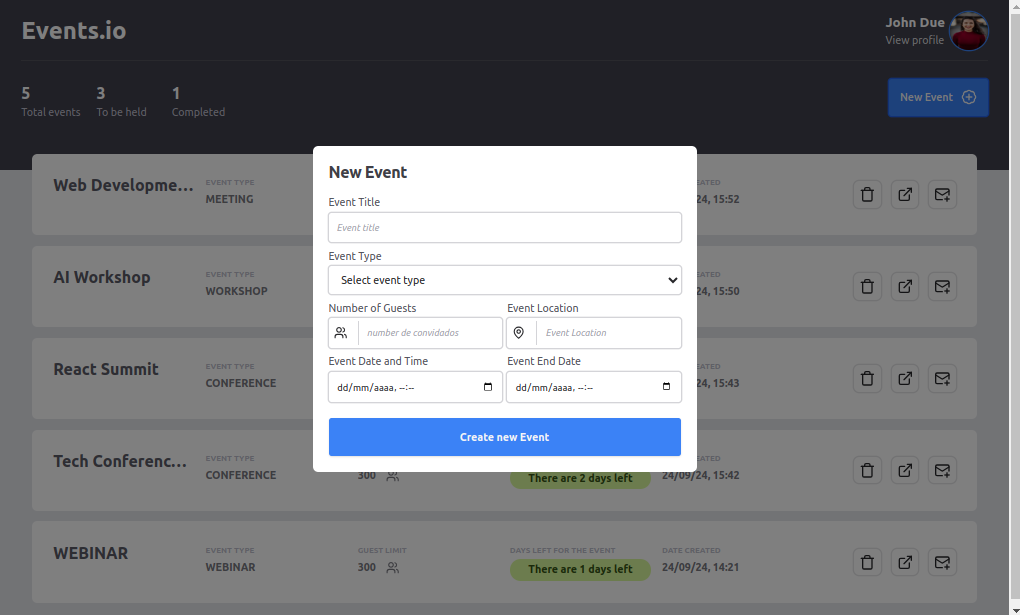 Events.io
John Due
View profile
5
Total events
3
To be held
1
Completed
New Event
Web Developme...
EVENT TYPE
MEETING
15:52
AI Workshop
EVENT TYPE
WORKSHOP
15:50
React Summit
EVENT TYPE
CONFERENCE
15:43
Tech Conferenc...
EVENT TYPE
CONFERENCE
300
There are 2 days left
24/09/24, 15:42
WEBINAR
EVENT TYPE
WEBINAR
GUEST LIMIT
300
DAYS LEFT FOR THE EVENT
There are 1 days left
DATE CREATED
24/09/24, 14:21
New Event
Event Title
Event title
Event Type
Select event type
Number of Guests
number de convidados
Event Location
Event Location
Event Date and Time
dd/mm/aaaa, --:--
Event End Date
dd/mm/aaaa, --:--
Create new Event